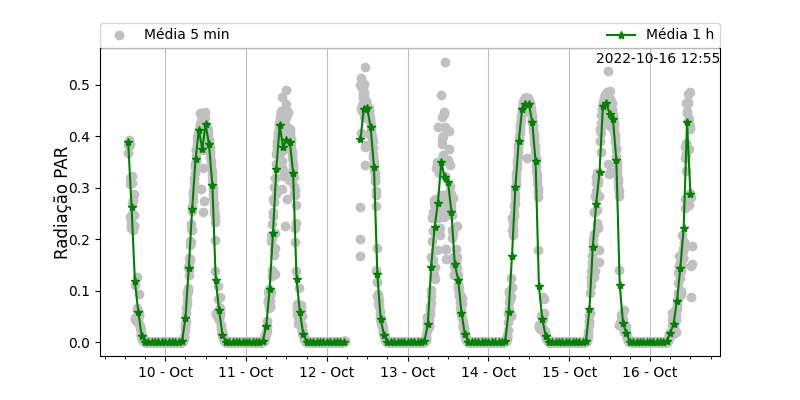 Média 5 min
Média 1 h
2022-10-16 12:55
Radiação PAR
0.5
0.4
0.3
0.2
0.1
0.0
10 - Oct
11 - Oct
12 - Oct
13 - Oct
14 - Oct
15 - Oct
16 - Oct